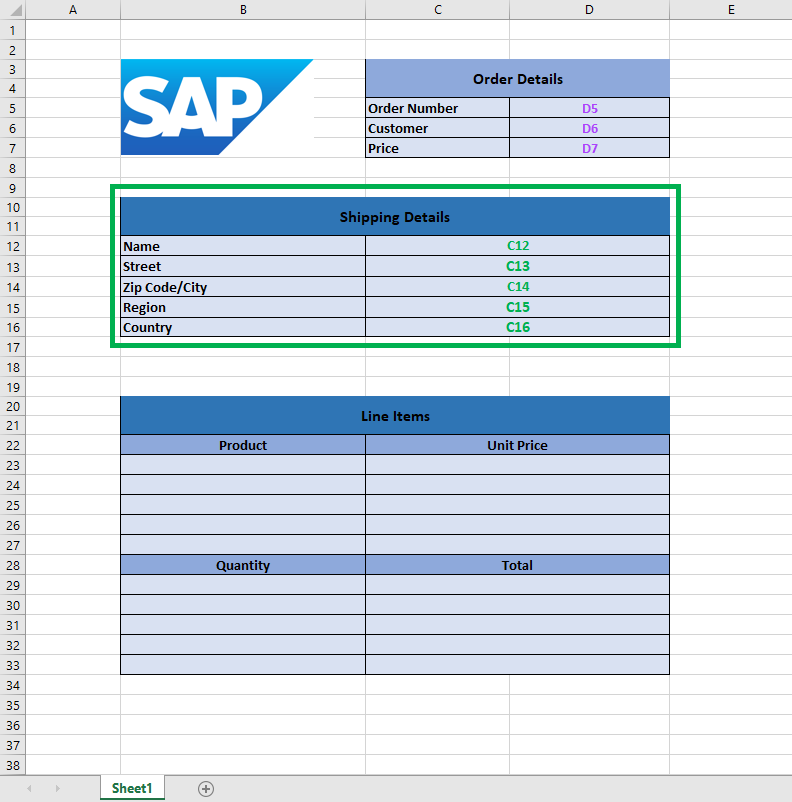 A B C D E
1
2
3
SAP
Order Details
4
5 Order Number D5
6 Customer D6
7 Price D7
8
9
10
Shipping Details
11
12 Name C12
13 Street C13
14 Zip Code/City C14
15 Region C15
16 Country C16
17
18
19
20
Line Items
21
22 Product Unit Price
23
24
25
26
27
28 Quantity Total
29
30
31
32
33
34
35
36
37
38
Sheet1